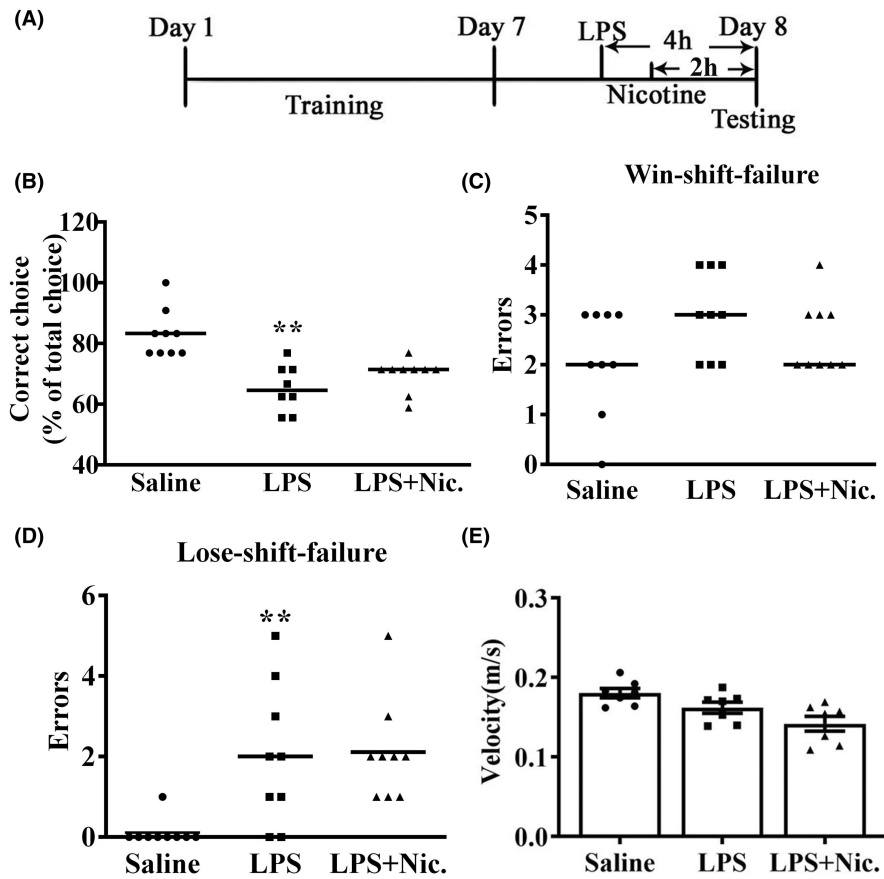 (A)
Day 1
Day 7
LPS
4h
Day 8
2h
Training
Nicotine
Testing
(B)
Correct choice
(% of total choice)
120
100
80
60
40
**
Saline
LPS
LPS+Nic.
(C)
Win-shift-failure
Errors
5
4
3
2
1
0
Saline
LPS
LPS+Nic.
(D)
Lose-shift-failure
Errors
6
4
2
0
**
Saline
LPS
LPS+Nic.
(E)
Velocity(m/s)
0.3
0.2
0.1
0.0
Saline
LPS
LPS+Nic.